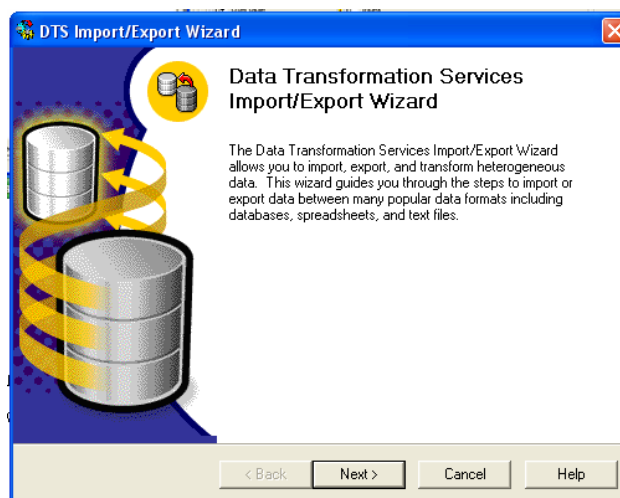 DTS Import/Export Wizard
Data Transformation Services
Import/Export Wizard
The Data Transformation Services Import/Export Wizard
allows you to import, export, and transform heterogeneous
data. This wizard guides you through the steps to import or
export data between many popular data formats including
databases, spreadsheets, and text files.
< Back Next > Cancel Help